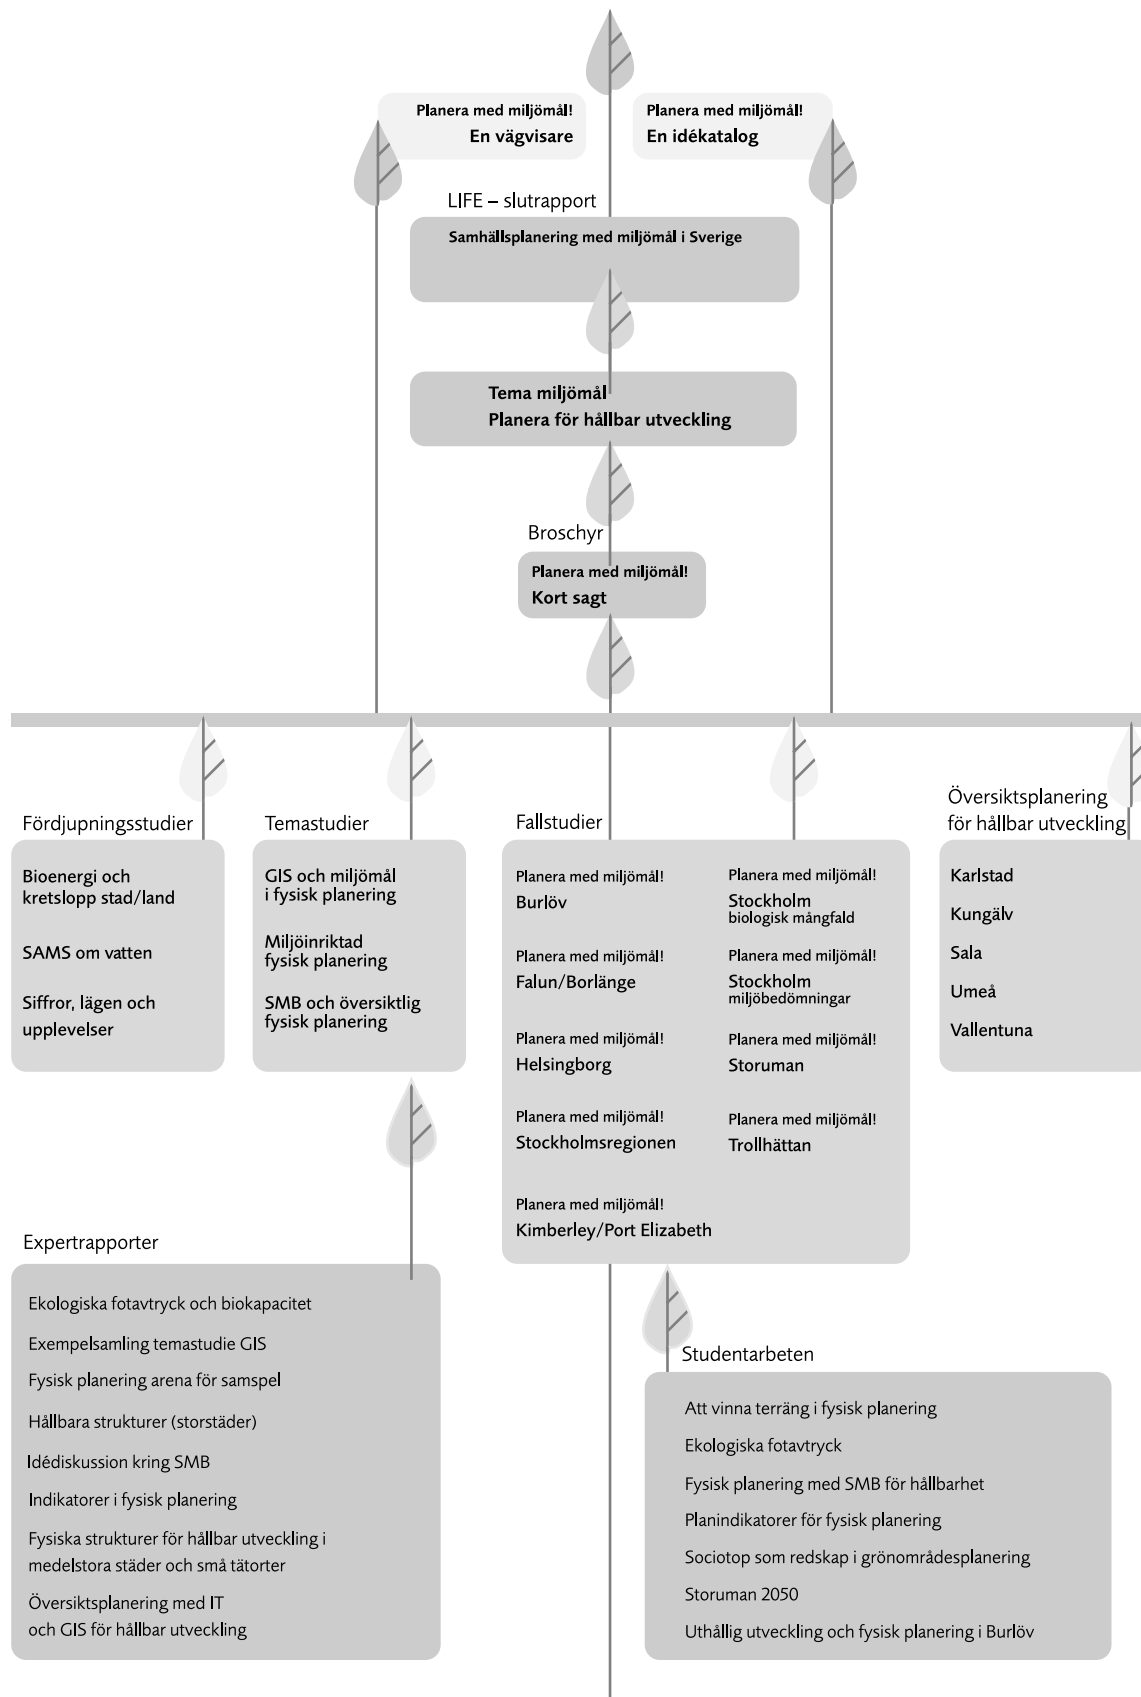 Planera med miljömål!
En vägvisare
Planera med miljömål!
En idékatalog
LIFE – slutrapport
Samhällsplanering med miljömål i Sverige
Tema miljömål
Planera för hållbar utveckling
Broschyr
Planera med miljömål!
Kort sagt
Fördjupningsstudier
Bioenergi och
kretslopp stad/land
SAMS om vatten
Siffror, lägen och
upplevelser
Temastudier
GIS och miljömål
i fysisk planering
Miljöinriktad
fysisk planering
SMB och översiktlig
fysisk planering
Fallstudier
Planera med miljömål!
Burlöv
Planera med miljömål!
Falun/Borlänge
Planera med miljömål!
Helsingborg
Planera med miljömål!
Stockholmsregionen
Planera med miljömål!
Kimberley/Port Elizabeth
Planera med miljömål!
Stockholm
biologisk mångfald
Planera med miljömål!
Stockholm
miljöbedömningar
Planera med miljömål!
Storuman
Planera med miljömål!
Trollhättan
Översiktsplanering
för hållbar utveckling
Karlstad
Kungälv
Sala
Umeå
Vallentuna
Expertrapporter
Ekologiska fotavtryck och biokapacitet
Exempelsamling temastudie GIS
Fysisk planering arena för samspel
Hållbara strukturer (storstäder)
Idédiskussion kring SMB
Indikatorer i fysisk planering
Fysiska strukturer för hållbar utveckling i
medelstora städer och små tätorter
Översiktsplanering med IT
och GIS för hållbar utveckling
Studentarbeten
Att vinna terräng i fysisk planering
Ekologiska fotavtryck
Fysisk planering med SMB för hållbarhet
Planindikatorer för fysisk planering
Sociotop som redskap i grönområdesplanering
Storuman 2050
Uthållig utveckling och fysisk planering i Burlöv